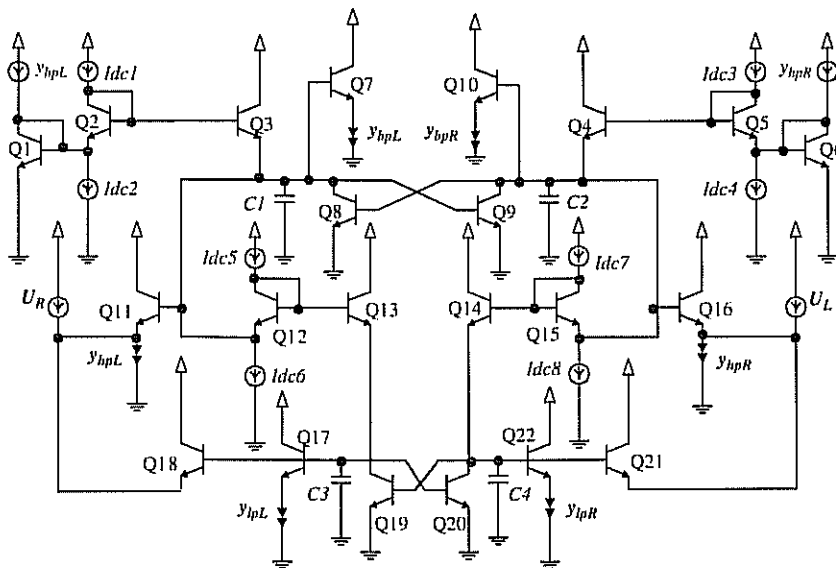 y_hpL Idc1 Q7 Q10 Idc3 y_hpR
Q2 Q3 y_hpL y_bpR Q4 Q5
Q1 Q6
Idc2 C1 Q8 Q9 C2 Idc4
Idc5 Idc7
U_R Q11 Q13 Q14 Q16 U_L
Q12 Q15
y_hpL Idc6 Idc8 y_hpR
Q17 Q22
Q18 Q21
C3 C4
y_lpL Q19 Q20 y_lpR